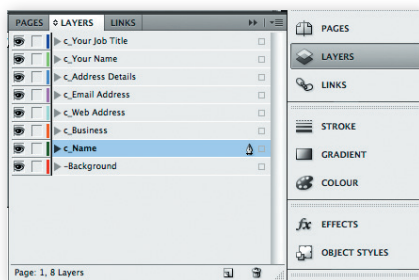 PAGES LAYERS LINKS
c_Your Job Title
c_Your Name
c_Address Details
c_Email Address
c_Web Address
c_Business
c_Name
-Background
Page: 1, 8 Layers
PAGES
LAYERS
LINKS
STROKE
GRADIENT
COLOUR
fx EFFECTS
OBJECT STYLES